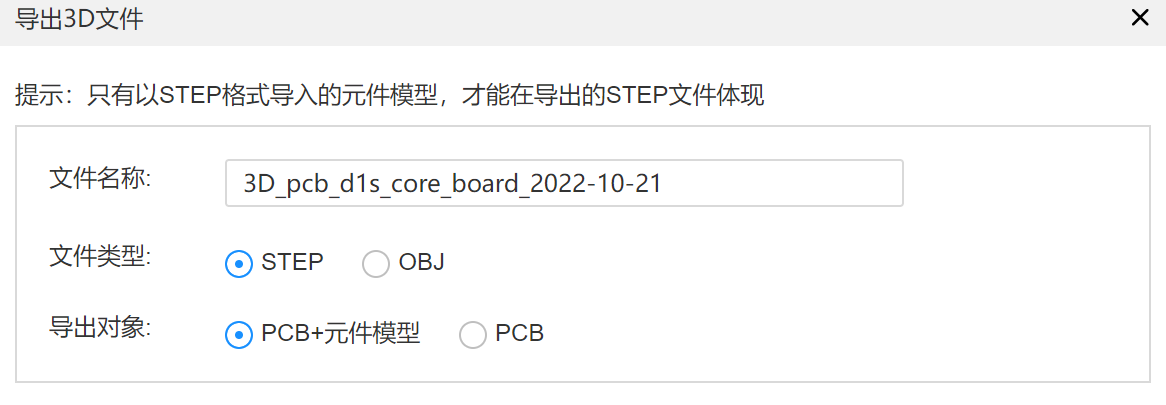 导出3D文件
提示：只有以STEP格式导入的元件模型，才能在导出的STEP文件体现
文件名称: 3D_pcb_d1s_core_board_2022-10-21
文件类型: STEP OBJ
导出对象: PCB+元件模型 PCB